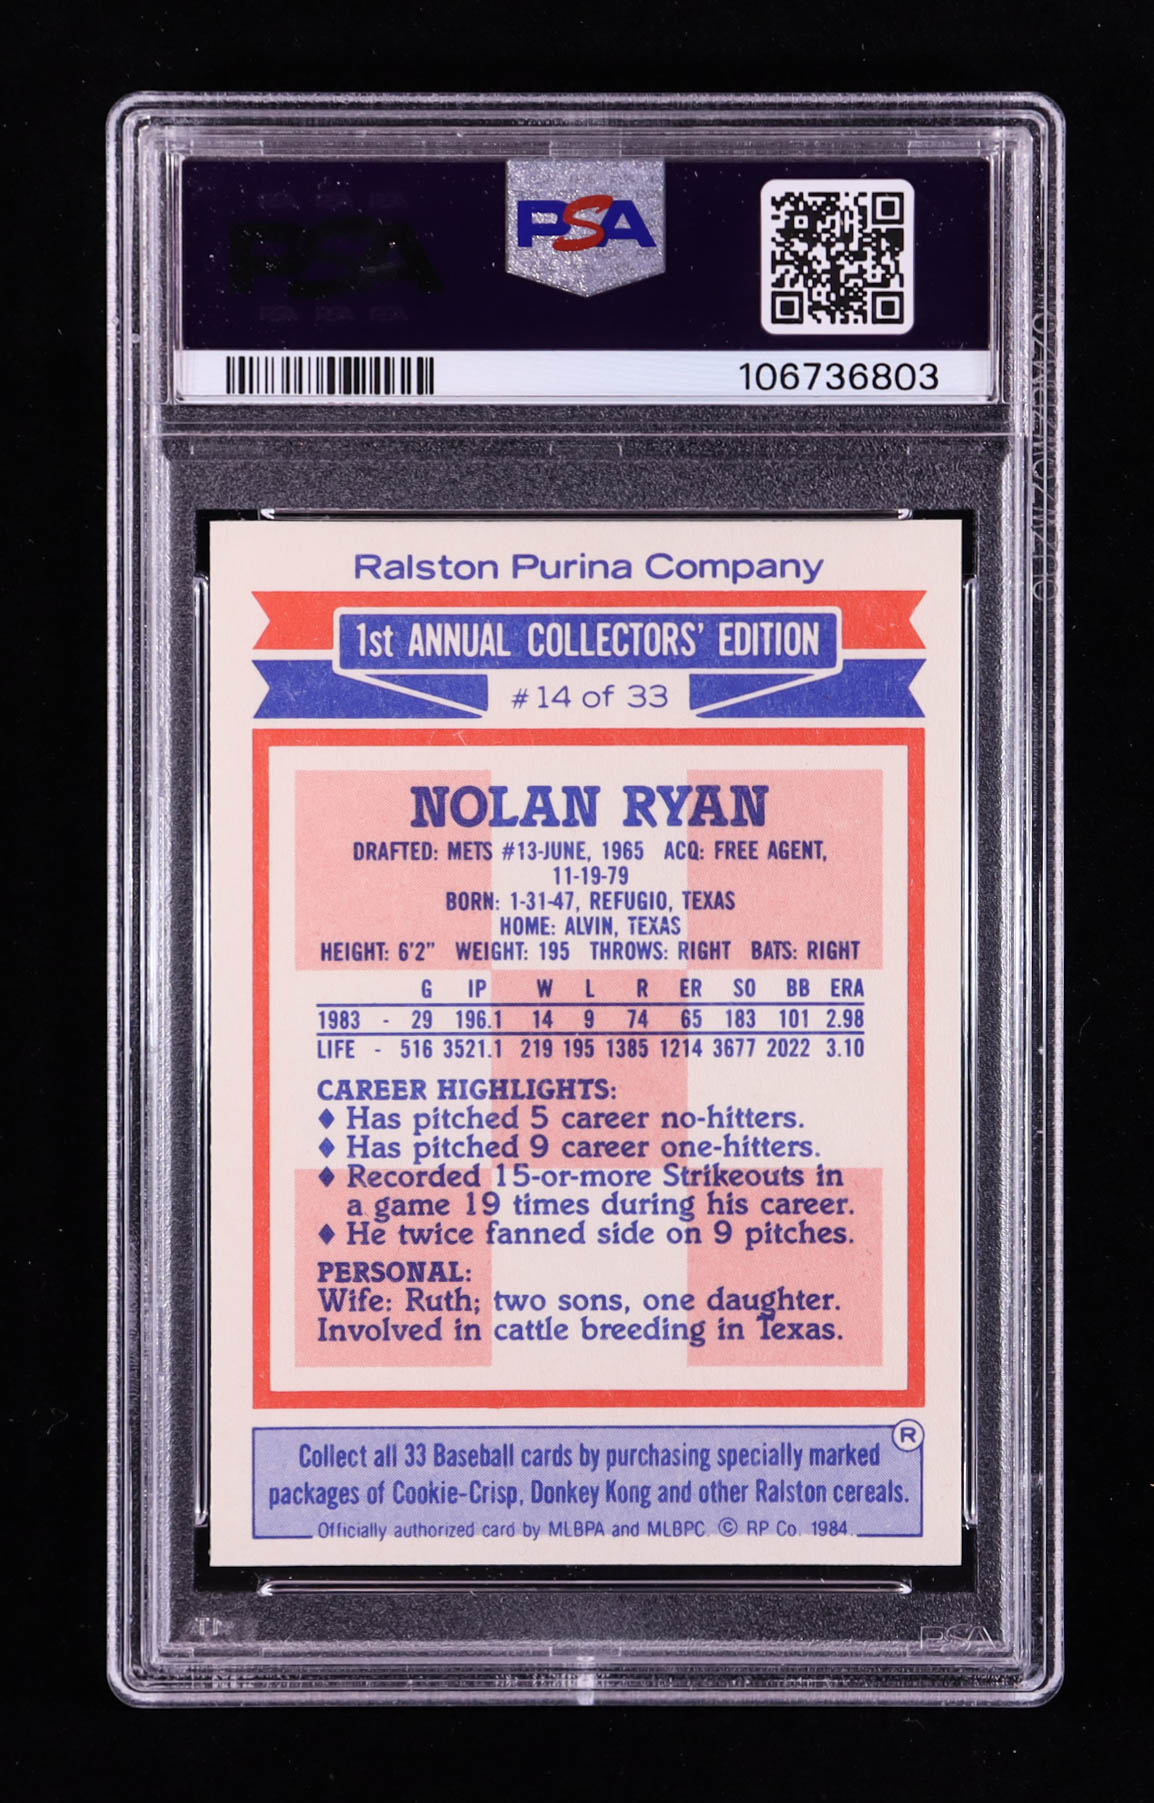 PSA
PSA
106736803
Ralston Purina Company
1st ANNUAL COLLECTORS' EDITION
#14 of 33
NOLAN RYAN
DRAFTED: METS #13-JUNE, 1965 ACQ: FREE AGENT,
11-19-79
BORN: 1-31-47, REFUGIO, TEXAS
HOME: ALVIN, TEXAS
HEIGHT: 6'2" WEIGHT: 195 THROWS: RIGHT BATS: RIGHT
G IP W L R ER SO BB ERA
1983 - 29 196.1 14 9 74 65 183 101 2.98
LIFE - 516 3521.1 219 195 1385 1214 3677 2022 3.10
CAREER HIGHLIGHTS:
♦ Has pitched 5 career no-hitters.
♦ Has pitched 9 career one-hitters.
♦ Recorded 15-or-more Strikeouts in
a game 19 times during his career.
♦ He twice fanned side on 9 pitches.
PERSONAL:
Wife: Ruth; two sons, one daughter.
Involved in cattle breeding in Texas.
®
Collect all 33 Baseball cards by purchasing specially marked
packages of Cookie-Crisp, Donkey Kong and other Ralston cereals.
Officially authorized card by MLBPA and MLBPC. © RP Co. 1984.
PSA